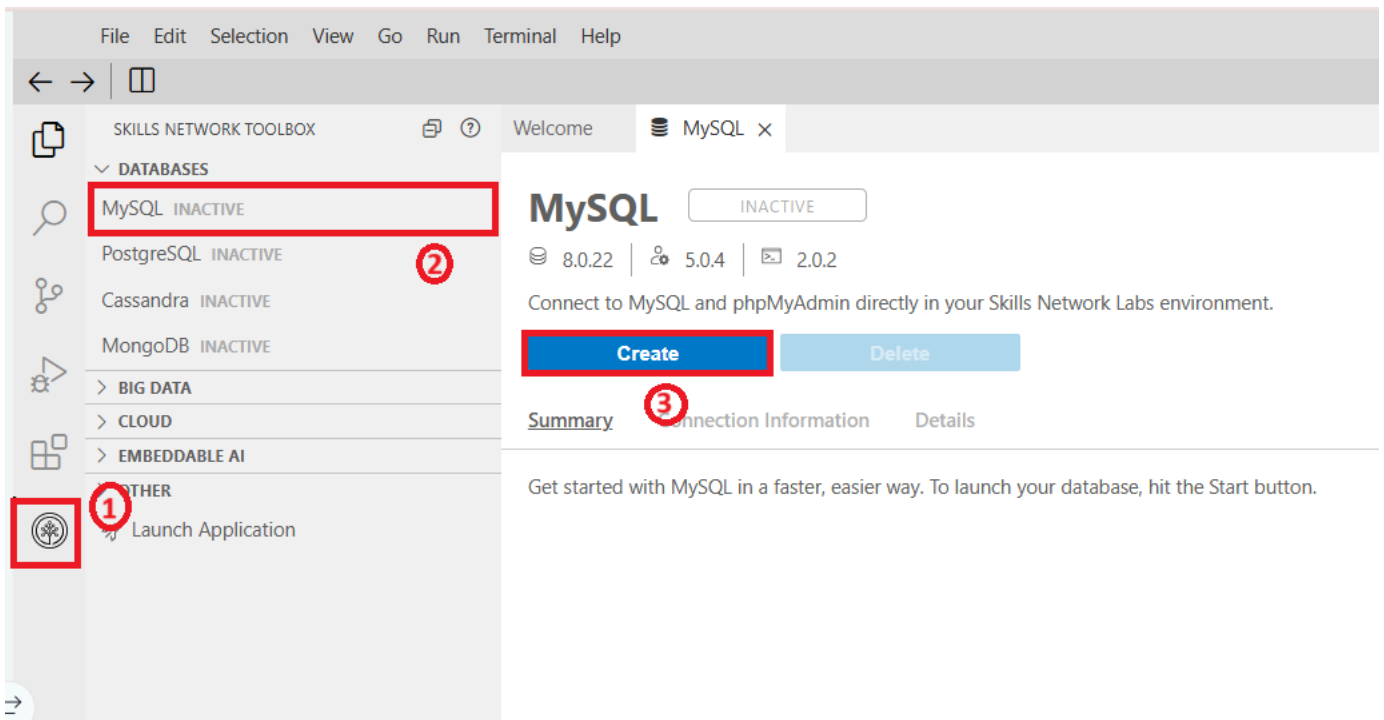 File Edit Selection View Go Run Terminal Help
SKILLS NETWORK TOOLBOX
DATABASES
MySQL INACTIVE
PostgreSQL INACTIVE
2
Cassandra INACTIVE
MongoDB INACTIVE
BIG DATA
CLOUD
EMBEDDABLE AI
OTHER
1
Launch Application
Welcome MySQL
MySQL INACTIVE
8.0.22 5.0.4 2.0.2
Connect to MySQL and phpMyAdmin directly in your Skills Network Labs environment.
Create Delete
3
Summary Connection Information Details
Get started with MySQL in a faster, easier way. To launch your database, hit the Start button.